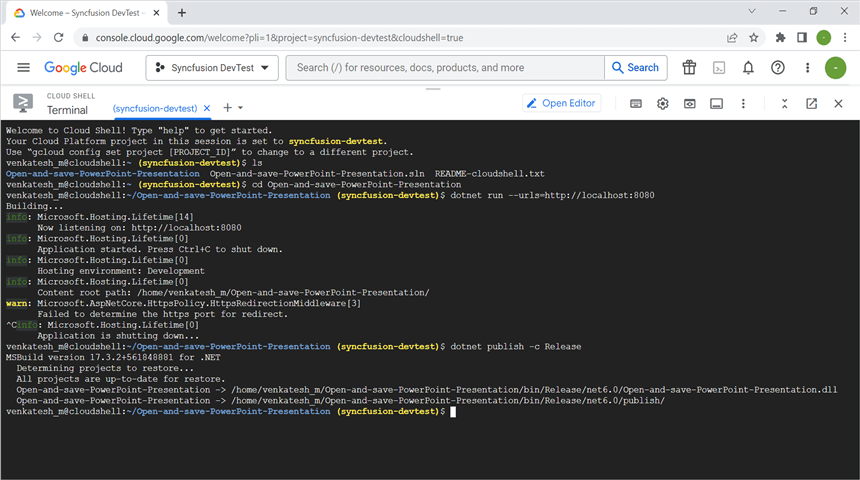 Welcome – Syncfusion DevTest –
console.cloud.google.com/welcome?pli=1&project=syncfusion-devtest&cloudshell=true
Google Cloud
Syncfusion DevTest
Search (/) for resources, docs, products, and more
Search
CLOUD SHELL
Terminal
(syncfusion-devtest)
Open Editor
Welcome to Cloud Shell! Type "help" to get started.
Your Cloud Platform project in this session is set to syncfusion-devtest.
Use “gcloud config set project [PROJECT_ID]” to change to a different project.
venkatesh_m@cloudshell:~ (syncfusion-devtest)$ ls
Open-and-save-PowerPoint-Presentation  Open-and-save-PowerPoint-Presentation.sln  README-cloudshell.txt
venkatesh_m@cloudshell:~ (syncfusion-devtest)$ cd Open-and-save-PowerPoint-Presentation
venkatesh_m@cloudshell:~/Open-and-save-PowerPoint-Presentation (syncfusion-devtest)$ dotnet run --urls=http://localhost:8080
Building...
info: Microsoft.Hosting.Lifetime[14]
Now listening on: http://localhost:8080
info: Microsoft.Hosting.Lifetime[0]
Application started. Press Ctrl+C to shut down.
info: Microsoft.Hosting.Lifetime[0]
Hosting environment: Development
info: Microsoft.Hosting.Lifetime[0]
Content root path: /home/venkatesh_m/Open-and-save-PowerPoint-Presentation/
warn: Microsoft.AspNetCore.HttpsPolicy.HttpsRedirectionMiddleware[3]
Failed to determine the https port for redirect.
^Cinfo: Microsoft.Hosting.Lifetime[0]
Application is shutting down...
venkatesh_m@cloudshell:~/Open-and-save-PowerPoint-Presentation (syncfusion-devtest)$ dotnet publish -c Release
MSBuild version 17.3.2+561848881 for .NET
Determining projects to restore...
All projects are up-to-date for restore.
Open-and-save-PowerPoint-Presentation -> /home/venkatesh_m/Open-and-save-PowerPoint-Presentation/bin/Release/net6.0/Open-and-save-PowerPoint-Presentation.dll
Open-and-save-PowerPoint-Presentation -> /home/venkatesh_m/Open-and-save-PowerPoint-Presentation/bin/Release/net6.0/publish/
venkatesh_m@cloudshell:~/Open-and-save-PowerPoint-Presentation (syncfusion-devtest)$